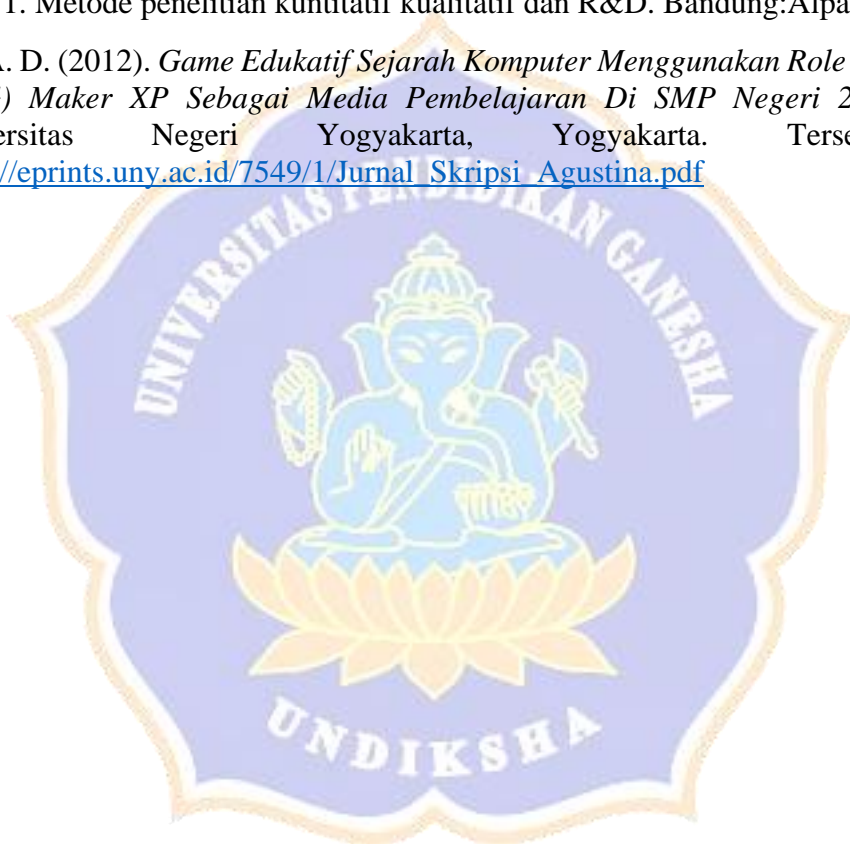 1. Metode penelitian kuntitatif kualitatif dan R&D. Bandung:Alpa
A. D. (2012). Game Edukatif Sejarah Komputer Menggunakan Role
) Maker XP Sebagai Media Pembelajaran Di SMP Negeri 2
ersitas Negeri Yogyakarta, Yogyakarta. Terse
//eprints.uny.ac.id/7549/1/Jurnal_Skripsi_Agustina.pdf
UNIVERSITAS PENDIDIKAN GANESHA
UNDIKSHA